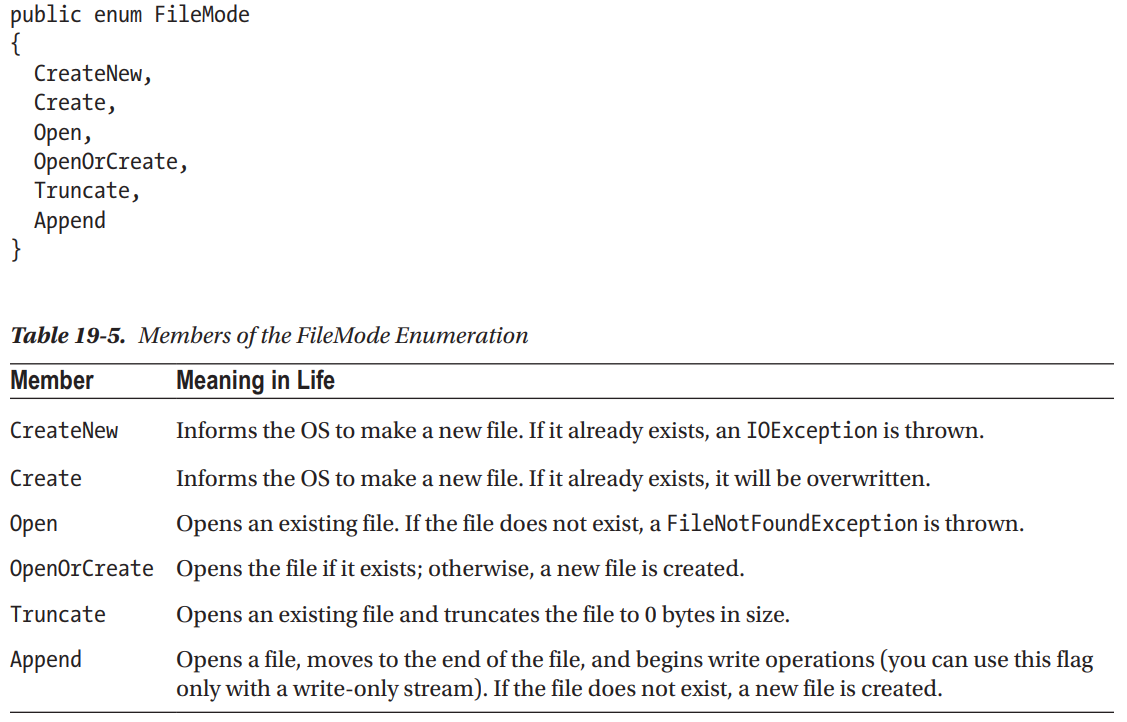 public enum FileMode
{
CreateNew,
Create,
Open,
OpenOrCreate,
Truncate,
Append
}
Table 19-5. Members of the FileMode Enumeration
Member Meaning in Life
CreateNew Informs the OS to make a new file. If it already exists, an IOException is thrown.
Create Informs the OS to make a new file. If it already exists, it will be overwritten.
Open Opens an existing file. If the file does not exist, a FileNotFoundException is thrown.
OpenOrCreate Opens the file if it exists; otherwise, a new file is created.
Truncate Opens an existing file and truncates the file to 0 bytes in size.
Append Opens a file, moves to the end of the file, and begins write operations (you can use this flag
only with a write-only stream). If the file does not exist, a new file is created.